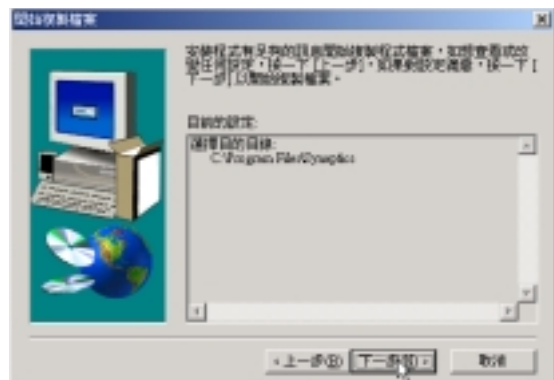 開始複製檔案
安裝程式有足夠的訊息開始複製程式檔案，如想查看或改
變任何設定，按一下 [上一步]，如果對設定滿意，按一下 [
下一步] 以開始複製檔案。
目前的設定:
選擇目的目錄:
C:\Program Files\Synaptics
< 上一步(B)
下一步(N) >
取消